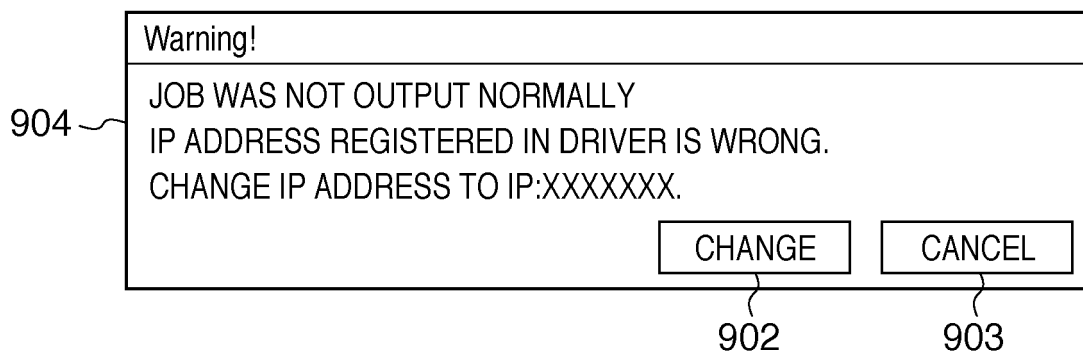 Warning!
JOB WAS NOT OUTPUT NORMALLY
904
IP ADDRESS REGISTERED IN DRIVER IS WRONG.
CHANGE IP ADDRESS TO IP:XXXXXXX.
CHANGE CANCEL
902 903